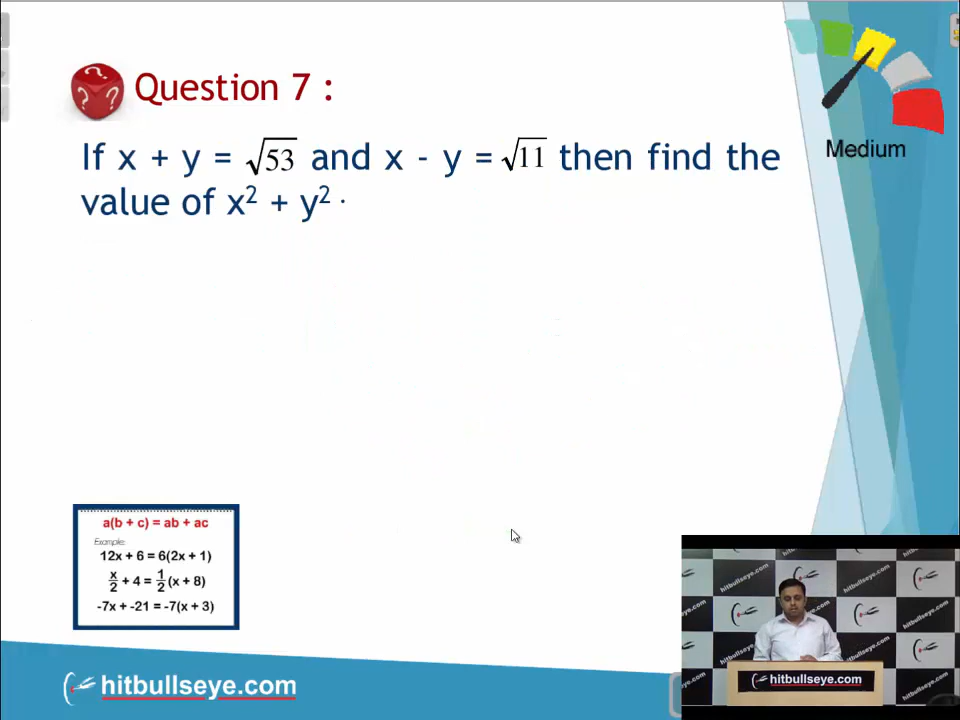 Question 7 :
If x + y = √53 and x - y = √11 then find the
value of x² + y² .
Medium
a(b + c) = ab + ac
Example:
12x + 6 = 6(2x + 1)
x/2 + 4 = 1/2 (x + 8)
-7x + -21 = -7(x + 3)
hitbullseye.com
hitbullseye.com